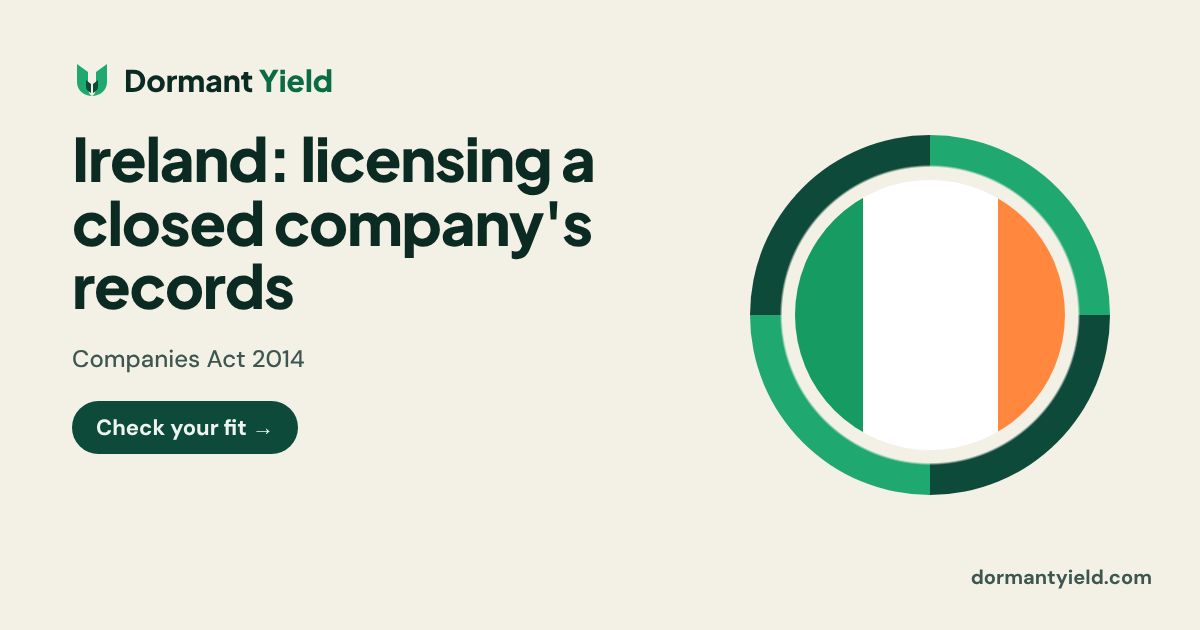 Dormant Yield
Ireland: licensing a
closed company's
records
Companies Act 2014
Check your fit →
dormantyield.com